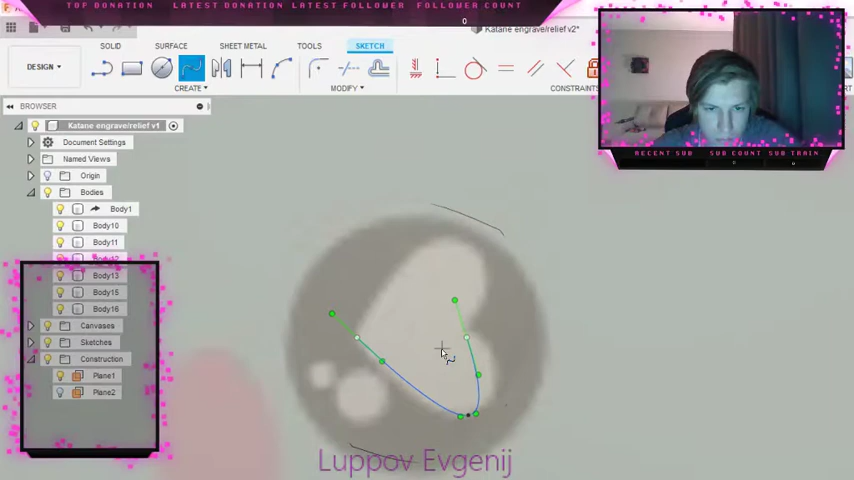 TOP DONATION LATEST DONATION LATEST FOLLOWER FOLLOWER COUNT
0
Katane engrave/relief v2*
SOLID SURFACE SHEET METAL TOOLS SKETCH
DESIGN
CREATE MODIFY CONSTRAINTS
BROWSER
Katane engrave/relief v1
Document Settings
Named Views
Origin
Bodies
Body1
Body10
Body11
Body12
Body13
Body15
Body16
Canvases
Sketches
Construction
Plane1
Plane2
RECENT SUB SUB COUNT SUB TRAIN
Luppov Evgenij